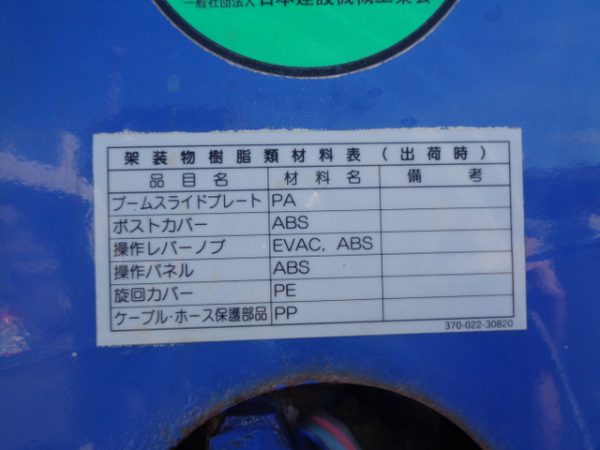 一般社団法人 日本建設機械工業会
架装物樹脂類材料表(出荷時)
品目名 材料名 備考
ブームスライドプレート PA
ポストカバー ABS
操作レバーノブ EVAC, ABS
操作パネル ABS
旋回カバー PE
ケーブル・ホース保護部品 PP
370-022-30820